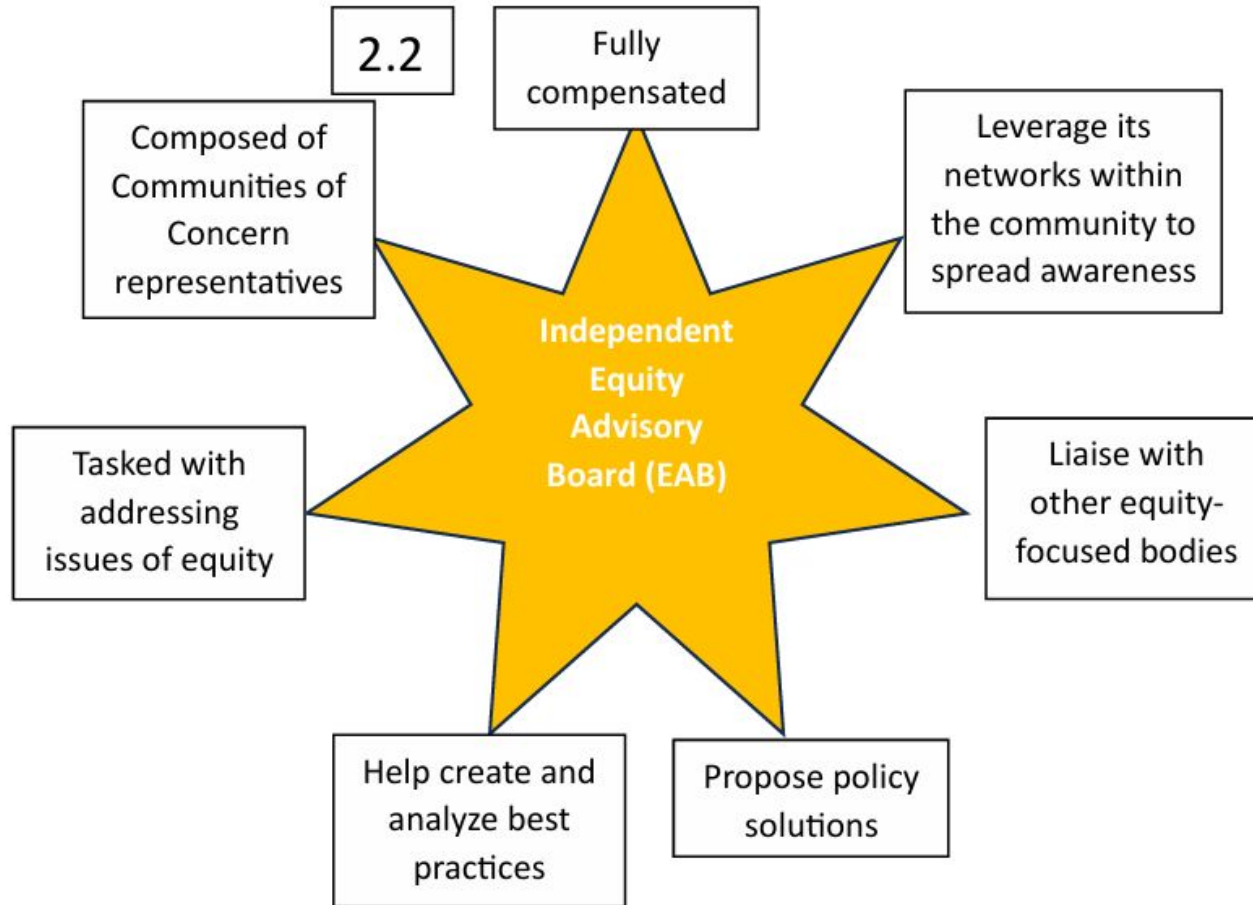 2.2
Fully
compensated
Leverage its
networks within
the community to
spread awareness
Liaise with
other equity-
focused bodies
Propose policy
solutions
Help create and
analyze best
practices
Tasked with
addressing
issues of equity
Composed of
Communities of
Concern
representatives
Independent
Equity
Advisory
Board (EAB)